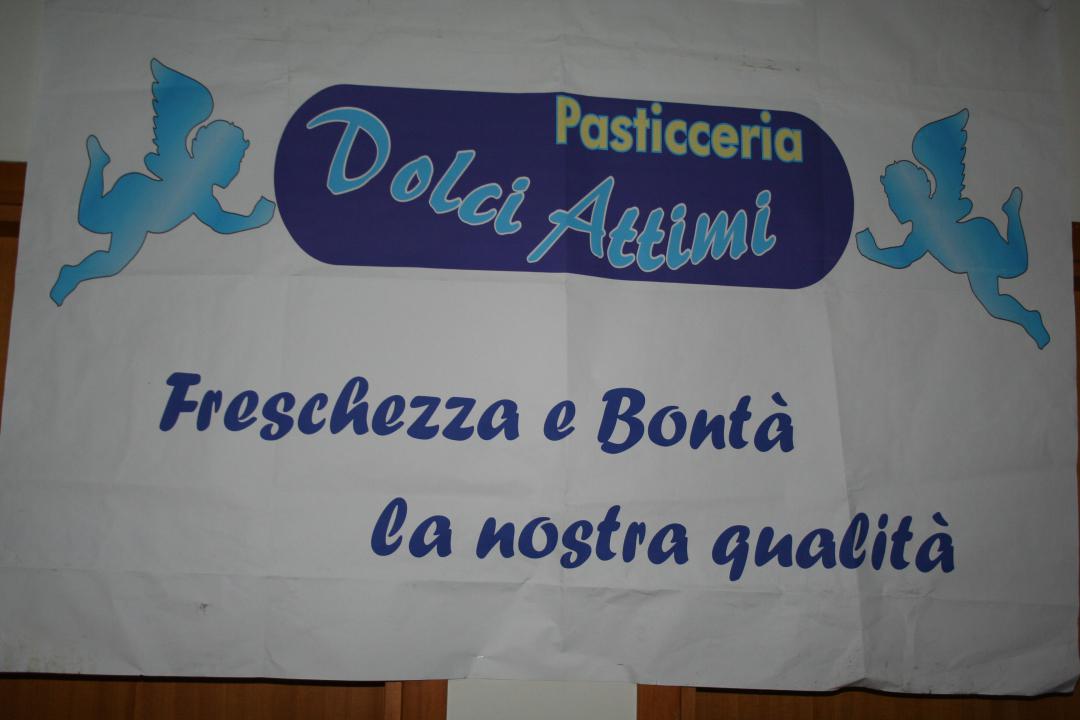 Pasticceria
Dolci Attimi
Freschezza e Bontà
la nostra qualità